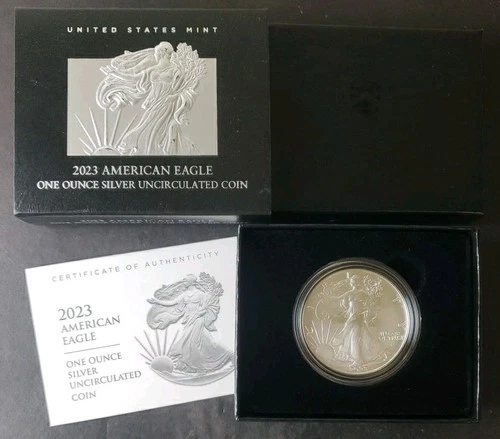 UNITED STATES MINT
2023 AMERICAN EAGLE
ONE OUNCE SILVER UNCIRCULATED COIN
CERTIFICATE OF AUTHENTICITY
2023
AMERICAN
EAGLE
ONE OUNCE
SILVER
UNCIRCULATED
COIN